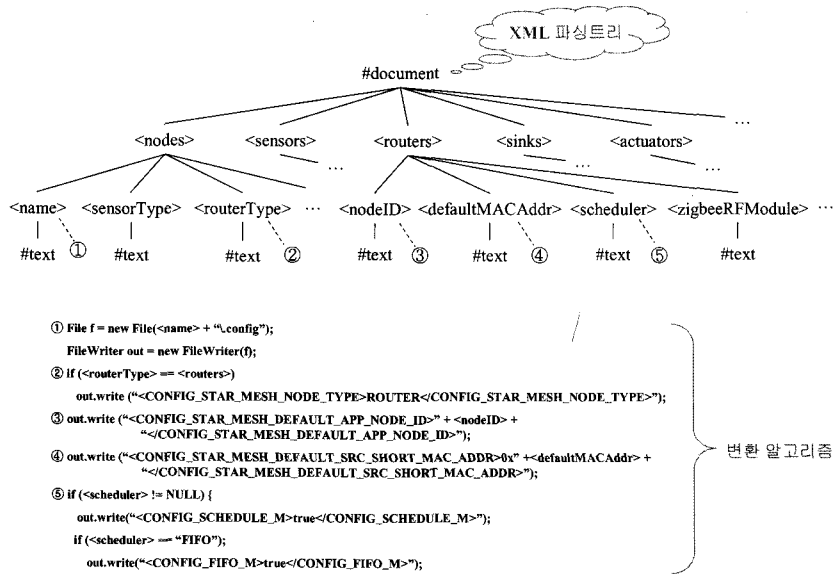 XML 파싱트리
#document
...
<nodes> <sensors> <routers> <sinks> <actuators>
... ... ...
<name> <sensorType> <routerType> ... <nodeID> <defaultMACAddr> <scheduler> <zigbeeRFModule> ...
#text ① #text #text ② #text ③ #text ④ #text ⑤ #text
① File f = new File(<name> + “\.config”);
FileWriter out = new FileWriter(f);
② if (<routerType> == <routers>)
out.write (“<CONFIG_STAR_MESH_NODE_TYPE>ROUTER</CONFIG_STAR_MESH_NODE_TYPE>”);
③ out.write (“<CONFIG_STAR_MESH_DEFAULT_APP_NODE_ID>” + <nodeID> +
“</CONFIG_STAR_MESH_DEFAULT_APP_NODE_ID>”);
④ out.write (“<CONFIG_STAR_MESH_DEFAULT_SRC_SHORT_MAC_ADDR>0x” +<defaultMACAddr> +
“</CONFIG_STAR_MESH_DEFAULT_SRC_SHORT_MAC_ADDR>”);
변환 알고리즘
⑤ if (<scheduler> != NULL) {
out.write(“<CONFIG_SCHEDULE_M>true</CONFIG_SCHEDULE_M>”);
if (<scheduler> == “FIFO”);
out.write(“<CONFIG_FIFO_M>true</CONFIG_FIFO_M>”);